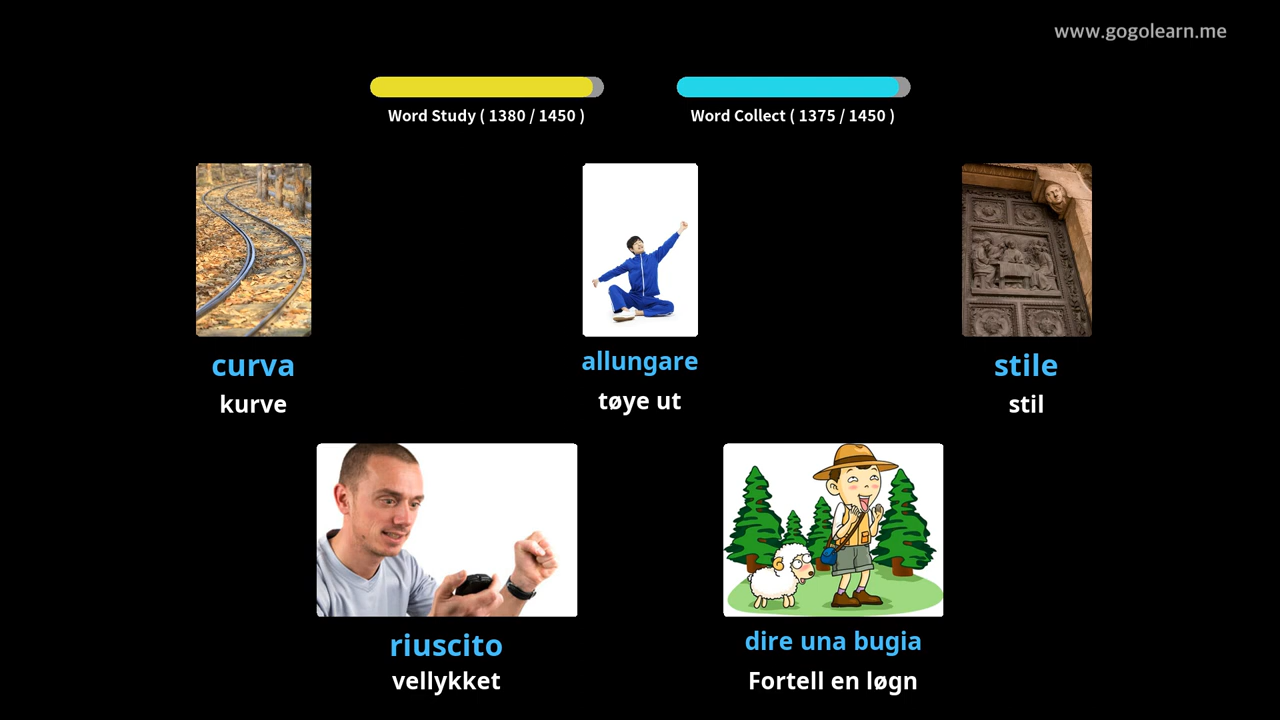 www.gogolearn.me
Word Study ( 1380 / 1450 )
Word Collect ( 1375 / 1450 )
curva
kurve
allungare
tøye ut
stile
stil
riuscito
vellykket
dire una bugia
Fortell en løgn